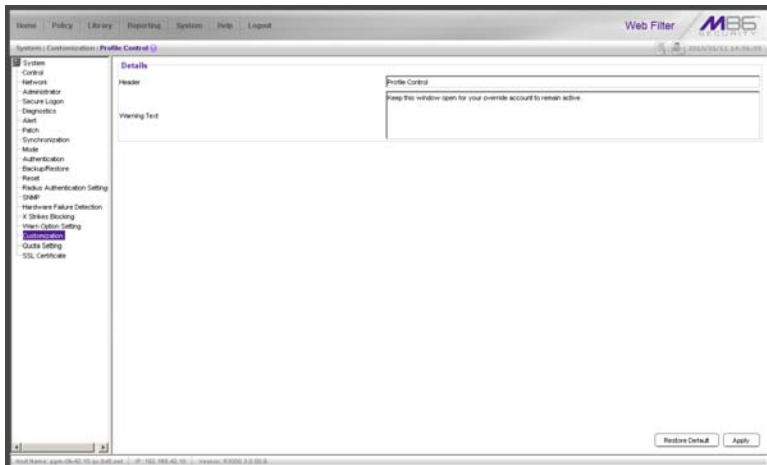 Home Policy Library Reporting System Help Logout
Web Filter
M86
SECURITY
System : Customization : Profile Control
System
Control
Network
Administrator
Secure Logon
Diagnostics
Alert
Patch
Synchronization
Mode
Authentication
Backup/Restore
Reset
Radius Authentication Setting
SNMP
Hardware Failure Detection
X Strikes Blocking
Warn Option Setting
Customization
Quota Setting
SSL Certificate
Details
Header
Profile Control
Warning Text
Keep this window open for your override account to remain active.
Restore Default
Apply
Host Name: